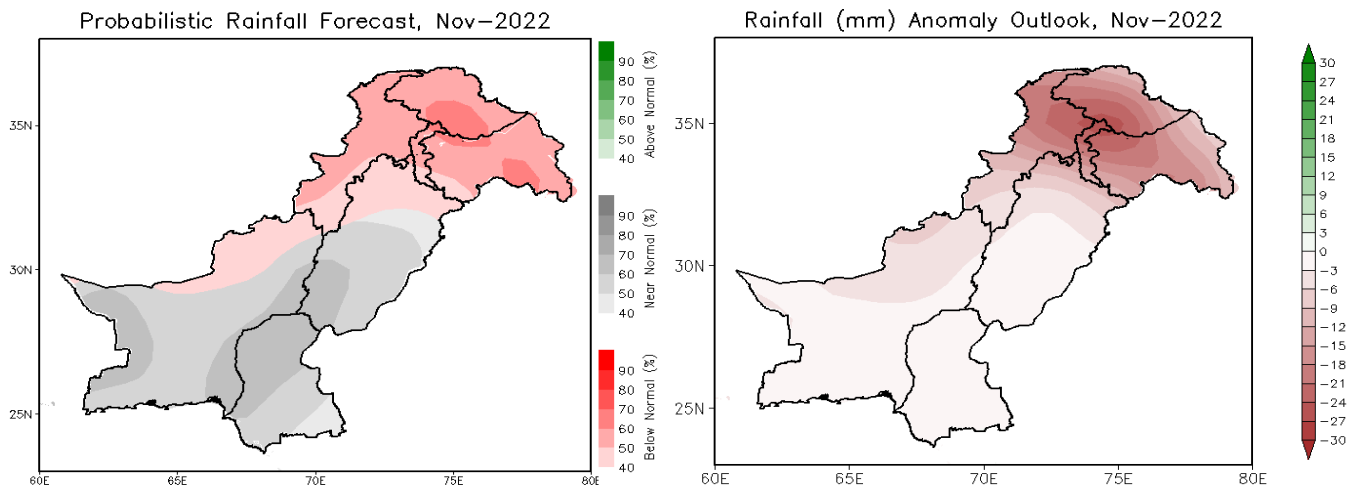 Probabilistic Rainfall Forecast, Nov-2022
35N
30N
25N
60E
65E
70E
75E
80E
90
80
70
60
50
40
Above Normal (%)
90
80
70
60
50
40
Near Normal (%)
90
80
70
60
50
40
Below Normal (%)
Rainfall (mm) Anomaly Outlook, Nov-2022
35N
30N
25N
60E
65E
70E
75E
80E
30
27
24
21
18
15
12
9
6
3
0
-3
-6
-9
-12
-15
-18
-21
-24
-27
-30